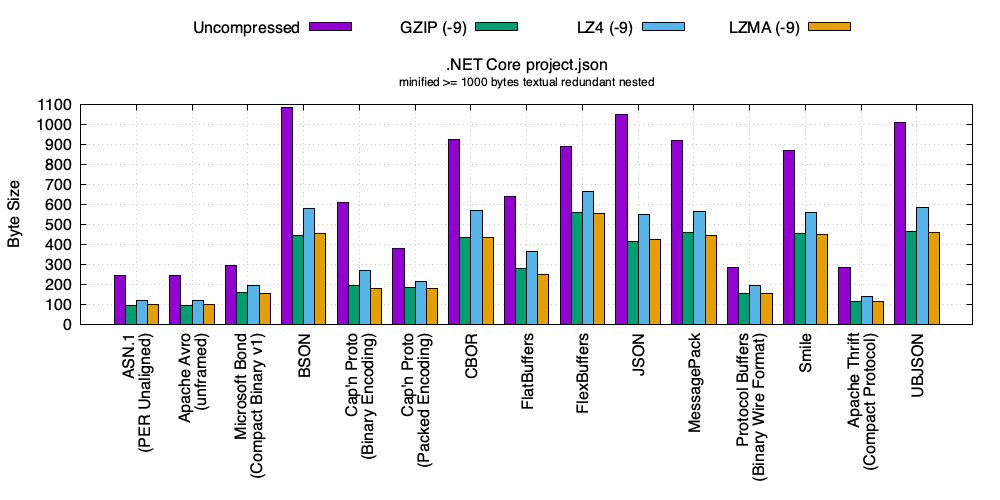 Uncompressed GZIP (-9) LZ4 (-9) LZMA (-9)
.NET Core project.json
minified >= 1000 bytes textual redundant nested
Byte Size
1100
1000
900
800
700
600
500
400
300
200
100
0
ASN.1
(PER Unaligned)
Apache Avro
(unframed)
Microsoft Bond
(Compact Binary v1)
BSON
Cap'n Proto
(Binary Encoding)
Cap'n Proto
(Packed Encoding)
CBOR
FlatBuffers
FlexBuffers
JSON
MessagePack
Protocol Buffers
(Binary Wire Format)
Smile
Apache Thrift
(Compact Protocol)
UBJSON